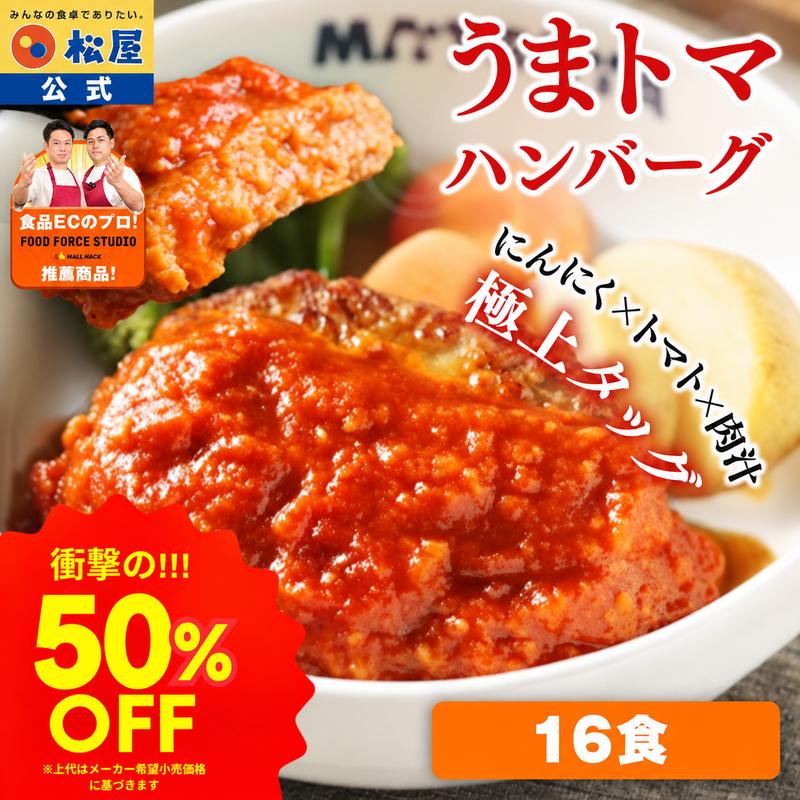 みんなの食卓でありたい。
松屋
公式
食品ECのプロ!
FOOD FORCE STUDIO
MALL HACK
推薦商品!
うまトマ
ハンバーグ
にんにく×トマト×肉汁
極上タッグ
衝撃の!!!
50%
OFF
※上代はメーカー希望小売価格
に基づきます
16食